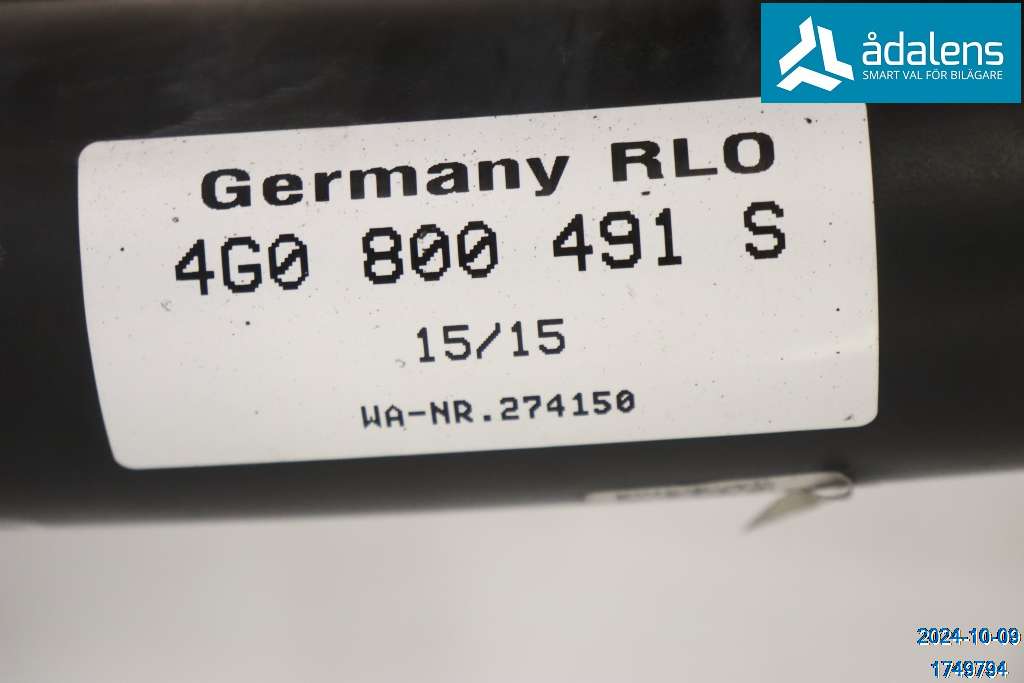 ådalens
SMART VAL FÖR BILÄGARE
Germany RLO
4G0 800 491 S
15/15
WA-NR.274150
2024-10-09
1749794